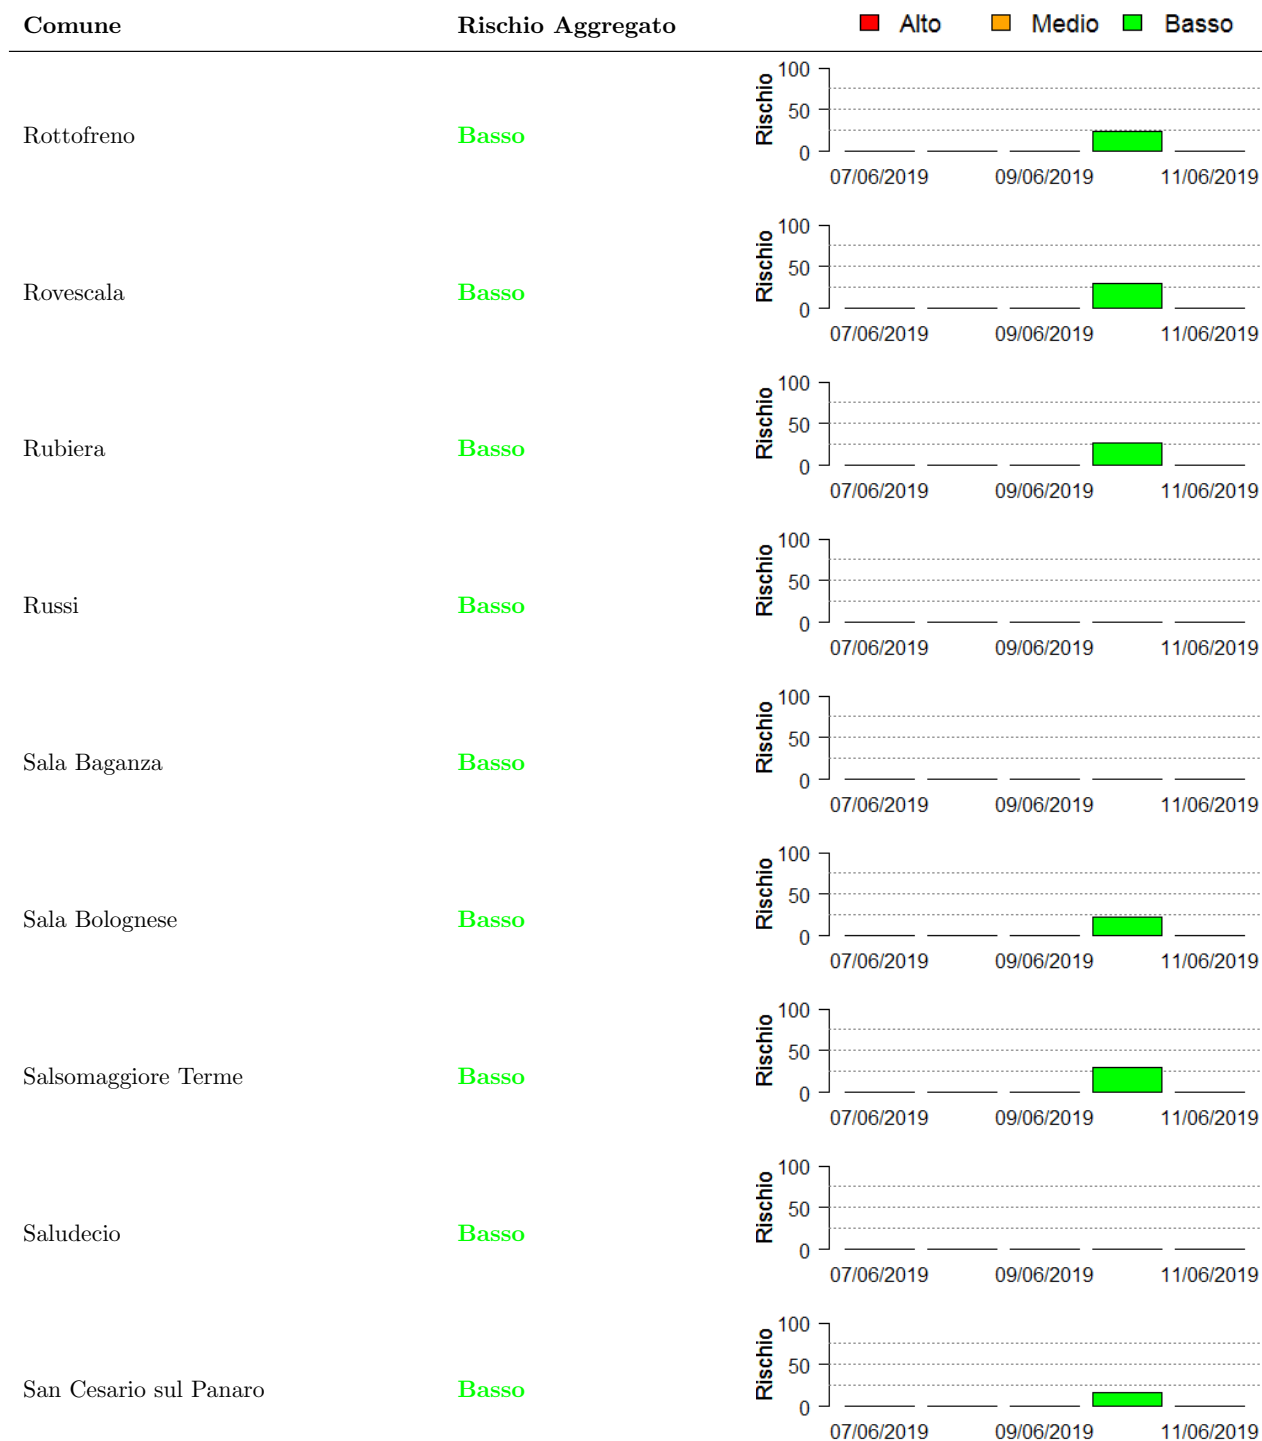 Comune Rischio Aggregato Alto Medio Basso
Rottofreno Basso
Rischio
100
50
0
07/06/2019 09/06/2019 11/06/2019
Rovescala Basso
Rischio
100
50
0
07/06/2019 09/06/2019 11/06/2019
Rubiera Basso
Rischio
100
50
0
07/06/2019 09/06/2019 11/06/2019
Russi Basso
Rischio
100
50
0
07/06/2019 09/06/2019 11/06/2019
Sala Baganza Basso
Rischio
100
50
0
07/06/2019 09/06/2019 11/06/2019
Sala Bolognese Basso
Rischio
100
50
0
07/06/2019 09/06/2019 11/06/2019
Salsomaggiore Terme Basso
Rischio
100
50
0
07/06/2019 09/06/2019 11/06/2019
Saludecio Basso
Rischio
100
50
0
07/06/2019 09/06/2019 11/06/2019
San Cesario sul Panaro Basso
Rischio
100
50
0
07/06/2019 09/06/2019 11/06/2019